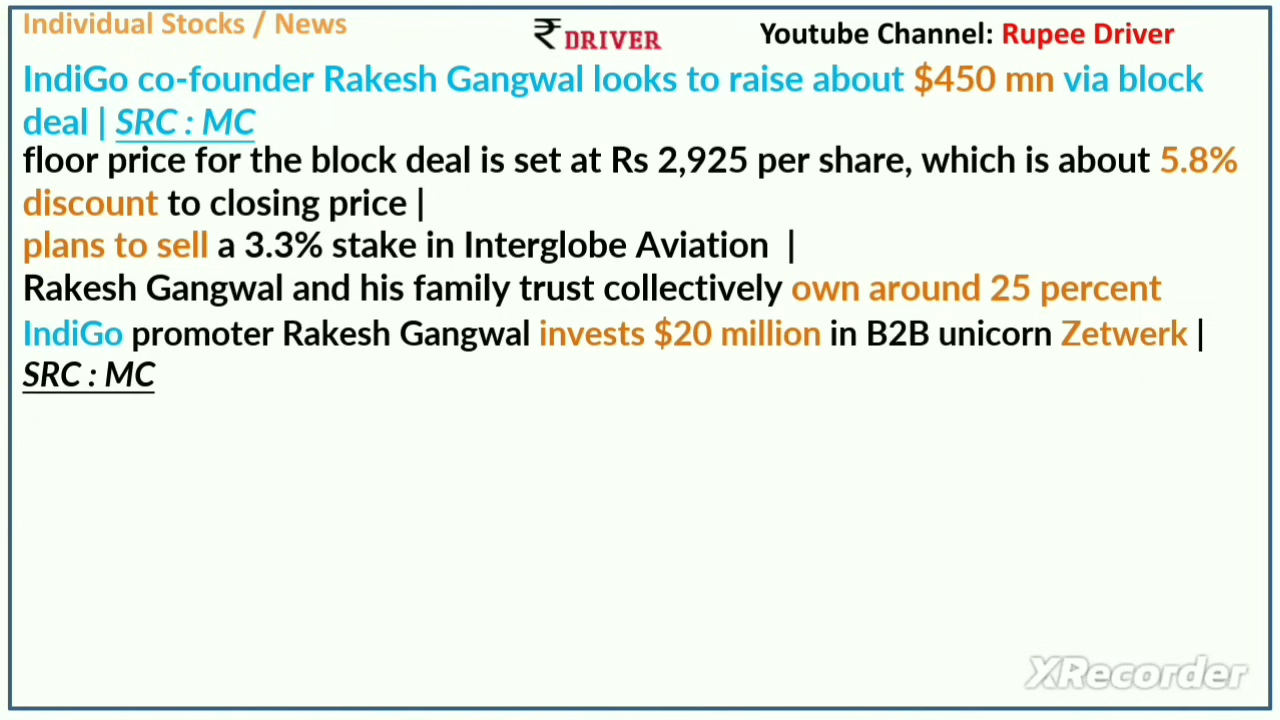 Individual Stocks / News
₹ DRIVER
Youtube Channel: Rupee Driver
IndiGo co-founder Rakesh Gangwal looks to raise about $450 mn via block
deal | SRC : MC
floor price for the block deal is set at Rs 2,925 per share, which is about 5.8%
discount to closing price |
plans to sell a 3.3% stake in Interglobe Aviation |
Rakesh Gangwal and his family trust collectively own around 25 percent
IndiGo promoter Rakesh Gangwal invests $20 million in B2B unicorn Zetwerk |
SRC : MC
XRecorder